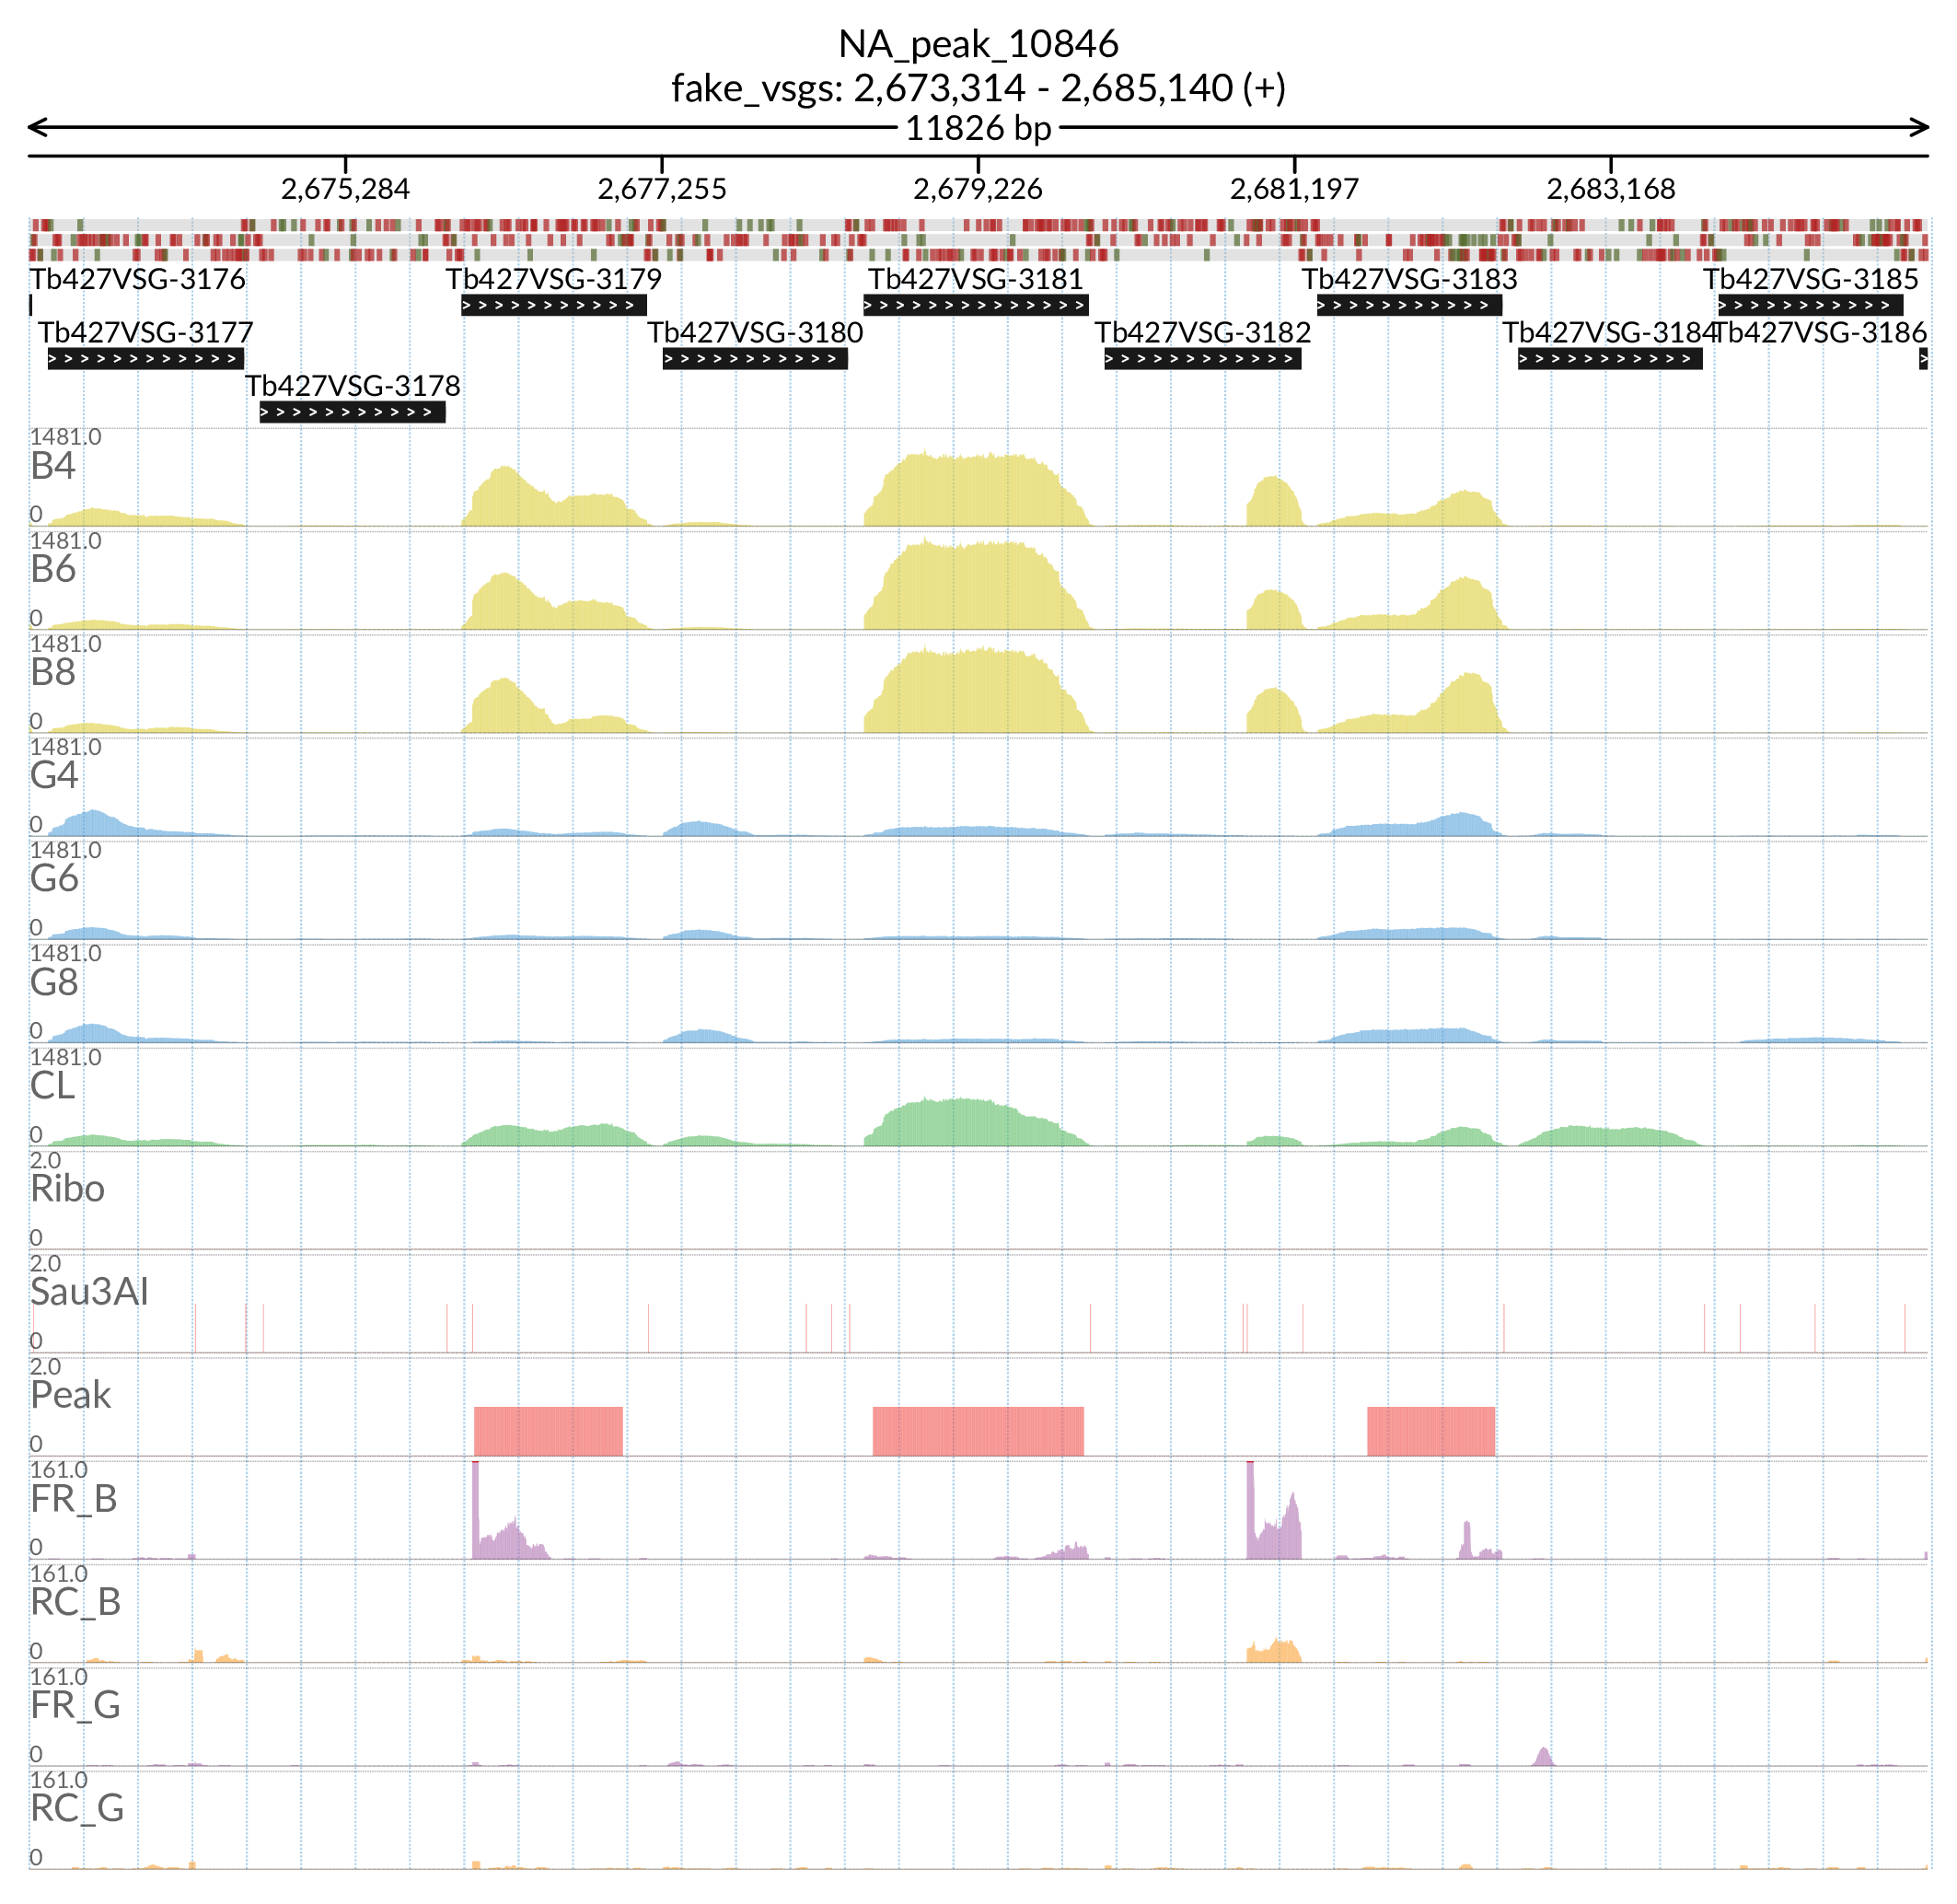 NA_peak_10846
fake_vsgs: 2,673,314 - 2,685,140 (+)
11826 bp
2,675,284 2,677,255 2,679,226 2,681,197 2,683,168
Tb427VSG-3176 Tb427VSG-3179 Tb427VSG-3181 Tb427VSG-3183 Tb427VSG-3185
Tb427VSG-3177 Tb427VSG-3180 Tb427VSG-3182 Tb427VSG-3184 Tb427VSG-3186
Tb427VSG-3178
1481.0
B4
0
1481.0
B6
0
1481.0
B8
0
1481.0
G4
0
1481.0
G6
0
1481.0
G8
0
1481.0
CL
0
2.0
Ribo
0
2.0
Sau3AI
0
2.0
Peak
0
161.0
FR_B
0
161.0
RC_B
0
161.0
FR_G
0
161.0
RC_G
0